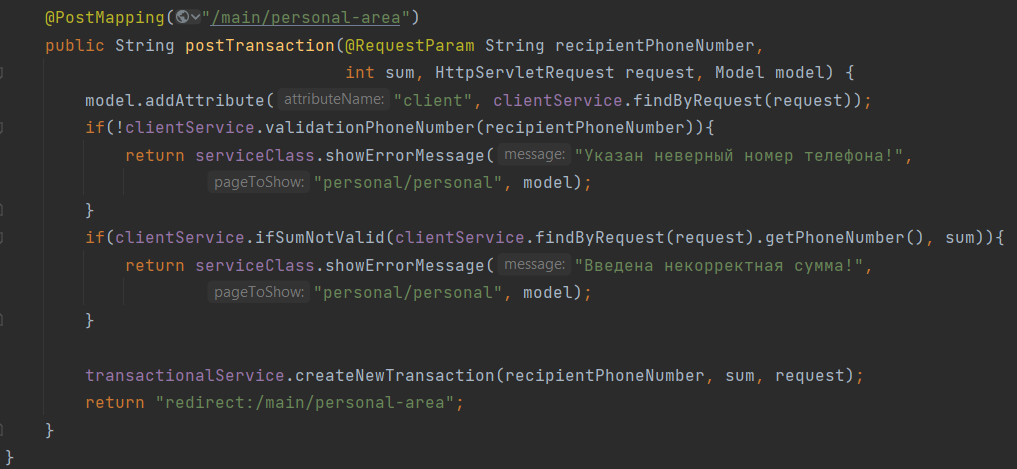 @PostMapping("/main/personal-area")
public String postTransaction(@RequestParam String recipientPhoneNumber,
int sum, HttpServletRequest request, Model model) {
model.addAttribute( attributeName: "client", clientService.findByRequest(request));
if(!clientService.validationPhoneNumber(recipientPhoneNumber)){
return serviceClass.showErrorMessage( message: "Указан неверный номер телефона!",
pageToShow: "personal/personal", model);
}
if(clientService.ifSumNotValid(clientService.findByRequest(request).getPhoneNumber(), sum)){
return serviceClass.showErrorMessage( message: "Введена некорректная сумма!",
pageToShow: "personal/personal", model);
}
transactionalService.createNewTransaction(recipientPhoneNumber, sum, request);
return "redirect:/main/personal-area";
}
}